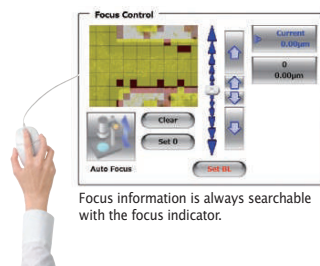 Focus Control
Current
0.00μm
0
0.00μm
Clear
Set 0
Auto Focus
Set 0L
Focus information is always searchable
with the focus indicator.